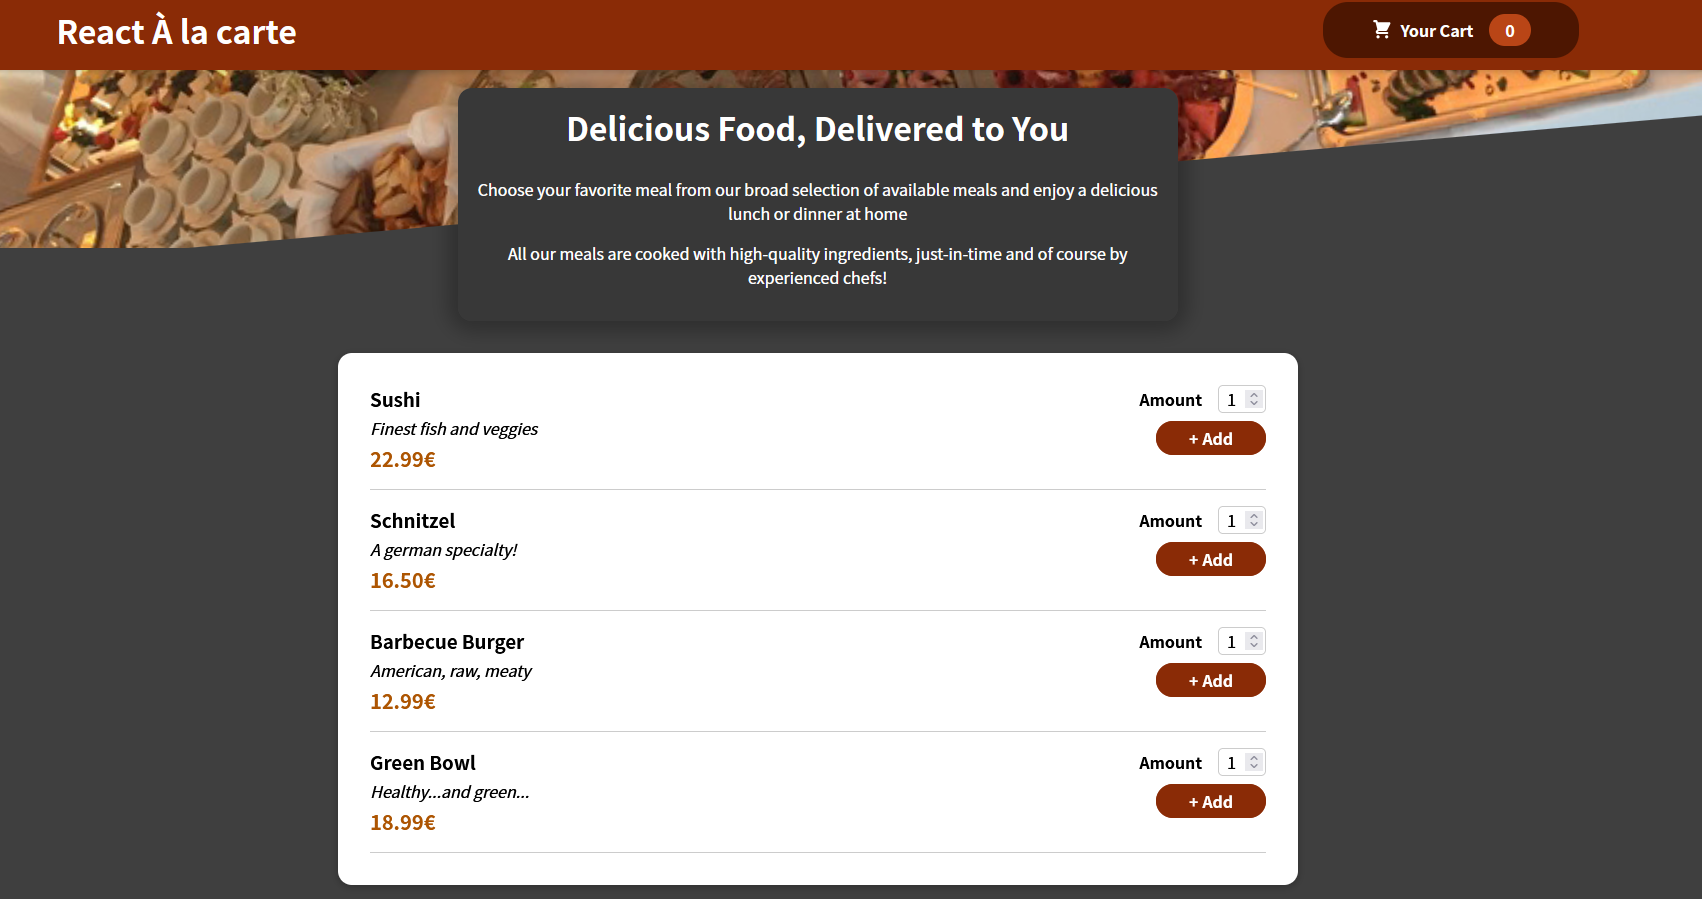 React À la carte
Your Cart 0
Delicious Food, Delivered to You
Choose your favorite meal from our broad selection of available meals and enjoy a delicious
lunch or dinner at home
All our meals are cooked with high-quality ingredients, just-in-time and of course by
experienced chefs!
Sushi
Finest fish and veggies
22.99€
Amount 1
+ Add
Schnitzel
A german specialty!
16.50€
Amount 1
+ Add
Barbecue Burger
American, raw, meaty
12.99€
Amount 1
+ Add
Green Bowl
Healthy...and green...
18.99€
Amount 1
+ Add